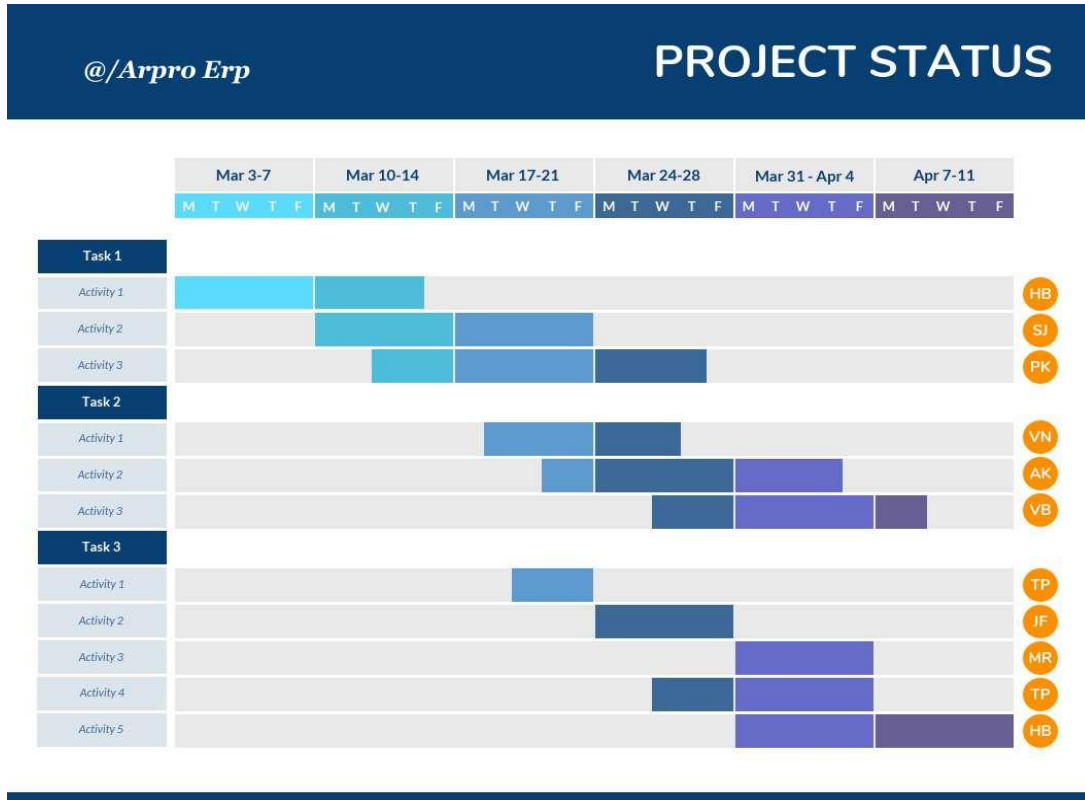 @/Arpro Erp
PROJECT STATUS
Mar 3-7 Mar 10-14 Mar 17-21 Mar 24-28 Mar 31 - Apr 4 Apr 7-11
M T W T F M T W T F M T W T F M T W T F M T W T F M T W T F
Task 1
Activity 1 HB
Activity 2 SJ
Activity 3 PK
Task 2
Activity 1 VN
Activity 2 AK
Activity 3 VB
Task 3
Activity 1 TP
Activity 2 JF
Activity 3 MR
Activity 4 TP
Activity 5 HB